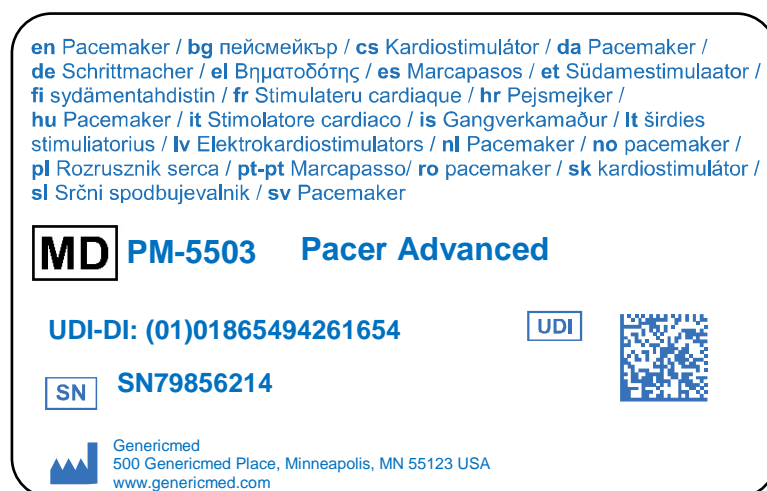 en Pacemaker / bg пейсмейкър / cs Kardiostimulátor / da Pacemaker /
de Schrittmacher / el Βηματοδότης / es Marcapasos / et Südamestimulaator /
fi sydämentahdistin / fr Stimulateru cardiaque / hr Pejsmejker /
hu Pacemaker / it Stimolatore cardiaco / is Gangverkamaður / lt širdies
stimuliatorius / lv Elektrokardiostimulators / nl Pacemaker / no pacemaker /
pl Rozrusznik serca / pt-pt Marcapasso/ ro pacemaker / sk kardiostimulátor /
sl Srčni spodbujevalnik / sv Pacemaker
MD PM-5503 Pacer Advanced
UDI-DI: (01)01865494261654 UDI
SN SN79856214
Genericmed
500 Genericmed Place, Minneapolis, MN 55123 USA
www.genericmed.com